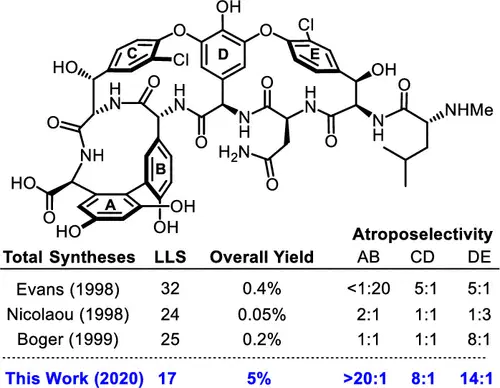 OH
O
D
O
C
Cl
Cl
E
HO
OH
O
H
N
O
H
N
O
H
N
O
O
N
H
O
N
H
O
N
H
NHMe
NH
H2N
O
HO
O
B
A
OH
HO
OH
Atroposelectivity
Total Syntheses LLS Overall Yield AB CD DE
Evans (1998) 32 0.4% <1:20 5:1 5:1
Nicolaou (1998) 24 0.05% 2:1 1:1 1:3
Boger (1999) 25 0.2% 1:1 1:1 8:1
This Work (2020) 17 5% >20:1 8:1 14:1